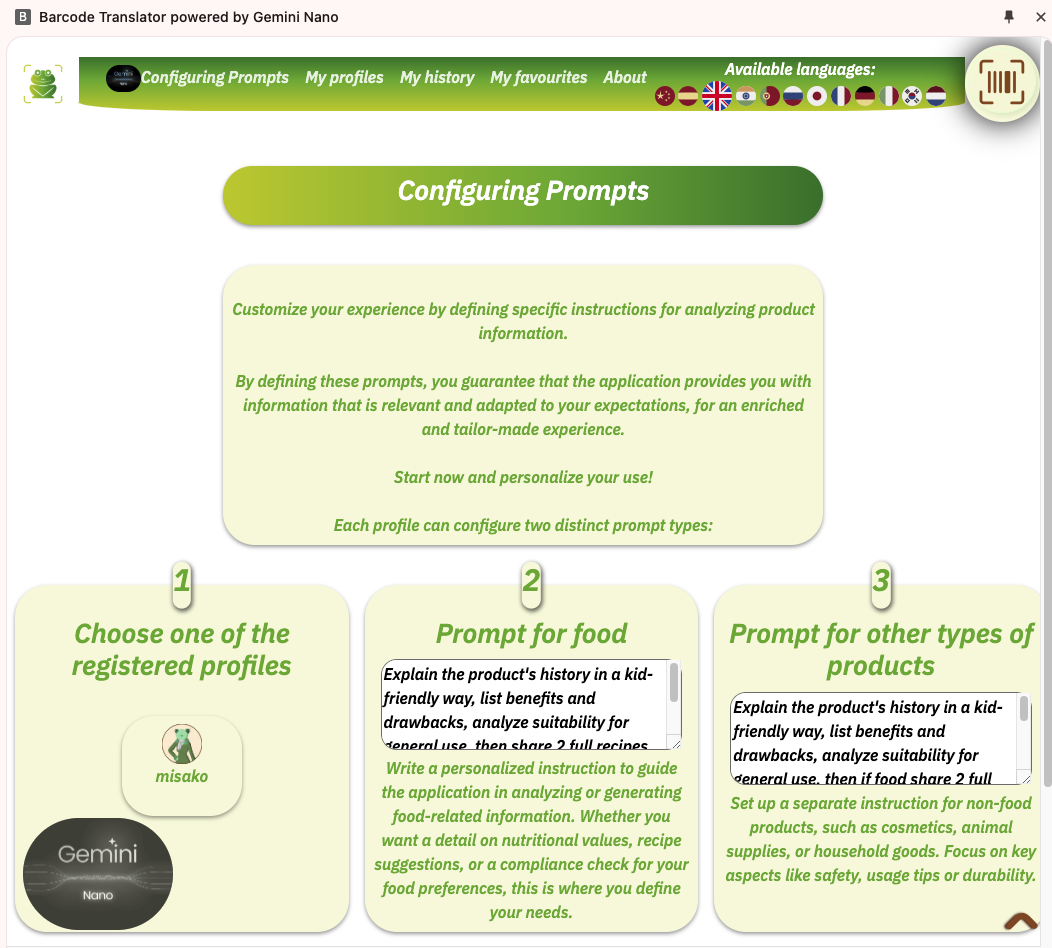 B Barcode Translator powered by Gemini Nano
Gemini
Nano
Configuring Prompts My profiles My history My favourites About
Available languages:
Configuring Prompts
Customize your experience by defining specific instructions for analyzing product
information.
By defining these prompts, you guarantee that the application provides you with
information that is relevant and adapted to your expectations, for an enriched
and tailor-made experience.
Start now and personalize your use!
Each profile can configure two distinct prompt types:
1
Choose one of the
registered profiles
misako
Gemini
Nano
2
Prompt for food
Explain the product's history in a kid-
friendly way, list benefits and
drawbacks, analyze suitability for
general use, then share 2 full recipes
Write a personalized instruction to guide
the application in analyzing or generating
food-related information. Whether you
want a detail on nutritional values, recipe
suggestions, or a compliance check for your
food preferences, this is where you define
your needs.
3
Prompt for other types of
products
Explain the product's history in a kid-
friendly way, list benefits and
drawbacks, analyze suitability for
general use, then if food share 2 full
Set up a separate instruction for non-food
products, such as cosmetics, animal
supplies, or household goods. Focus on key
aspects like safety, usage tips or durability.